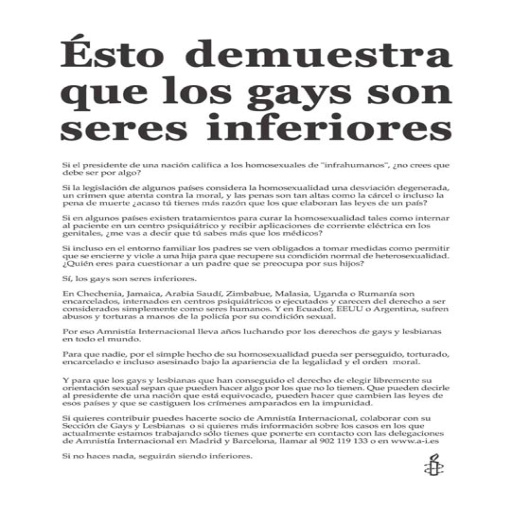 Ésto demuestra
que los gays son
seres inferiores
Si el presidente de una nación califica a los homosexuales de "infrahumanos", ¿no crees que
debe ser por algo?
Si la legislación de algunos países considera la homosexualidad una desviación degenerada,
un crimen que atenta contra la moral, y las penas son tan altas como la cárcel o incluso la
pena de muerte ¿acaso tú tienes más razón que los que elaboran las leyes de un país?
Si en algunos países existen tratamientos para curar la homosexualidad tales como internar
al paciente en un centro psiquiátrico y recibir aplicaciones de corriente eléctrica en los
genitales, ¿me vas a decir que tú sabes más que los médicos?
Si incluso en el entorno familiar los padres se ven obligados a tomar medidas como permitir
que se encierre y viole a una hija para que recupere su condición normal de heterosexualidad.
¿Quién eres para cuestionar a un padre que se preocupa por sus hijos?
Sí, los gays son seres inferiores.
En Chechenia, Jamaica, Arabia Saudí, Zimbabue, Malasia, Uganda o Rumanía son
encarcelados, internados en centros psiquiátricos o ejecutados y carecen del derecho a ser
considerados simplemente como seres humanos. Y en Ecuador, EEUU o Argentina, sufren
abusos y torturas a manos de la policía por su condición sexual.
Por eso Amnistía Internacional lleva años luchando por los derechos de gays y lesbianas
en todo el mundo.
Para que nadie, por el simple hecho de su homosexualidad pueda ser perseguido, torturado,
encarcelado e incluso asesinado bajo la apariencia de la legalidad y el orden moral.
Y para que los gays y lesbianas que han conseguido el derecho de elegir libremente su
orientación sexual sepan que pueden hacer algo por los que no lo tienen. Que pueden decirle
al presidente de una nación que está equivocado, pueden hacer que cambien las leyes de
esos países y que se castiguen los crímenes amparados en la impunidad.
Si quieres contribuir puedes hacerte socio de Amnistía Internacional, colaborar con su
Sección de Gays y Lesbianas o si quieres más información sobre los casos en los que
actualmente estamos trabajando sólo tienes que ponerte en contacto con las delegaciones
de Amnistía Internacional en Madrid y Barcelona, llamar al 902 119 133 o en www.a-i.es
Si no haces nada, seguirán siendo inferiores.